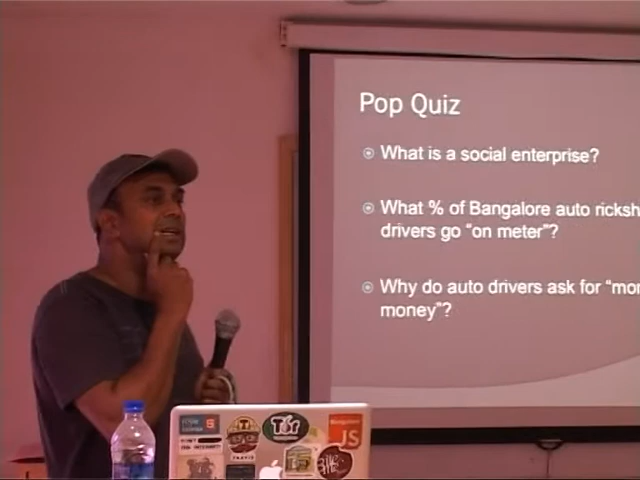 Pop Quiz
What is a social enterprise?
What % of Bangalore auto ricksh
drivers go "on meter"?
Why do auto drivers ask for "mor
money"?
Tor
JS